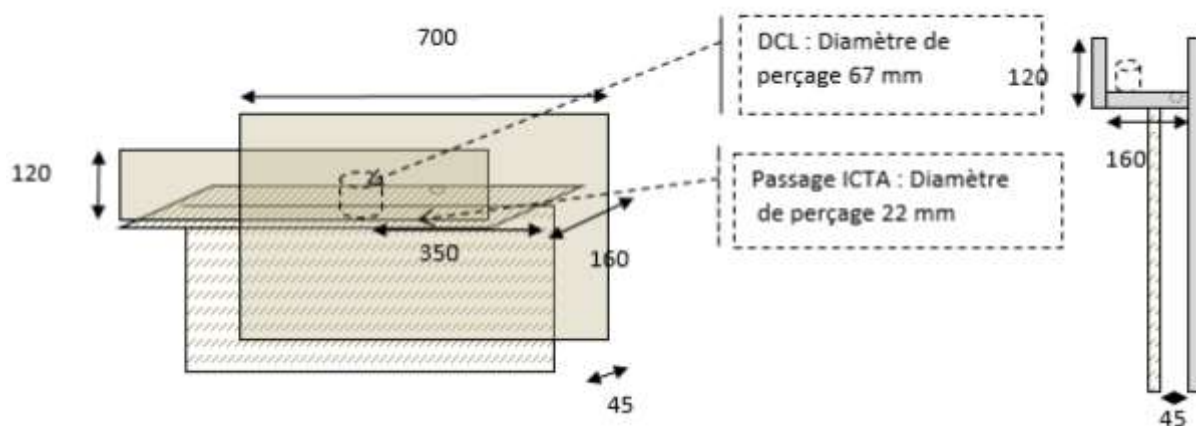 700
DCL : Diamètre de
perçage 67 mm
120
120
160
Passage ICTA : Diamètre
de perçage 22 mm
350
160
45
45